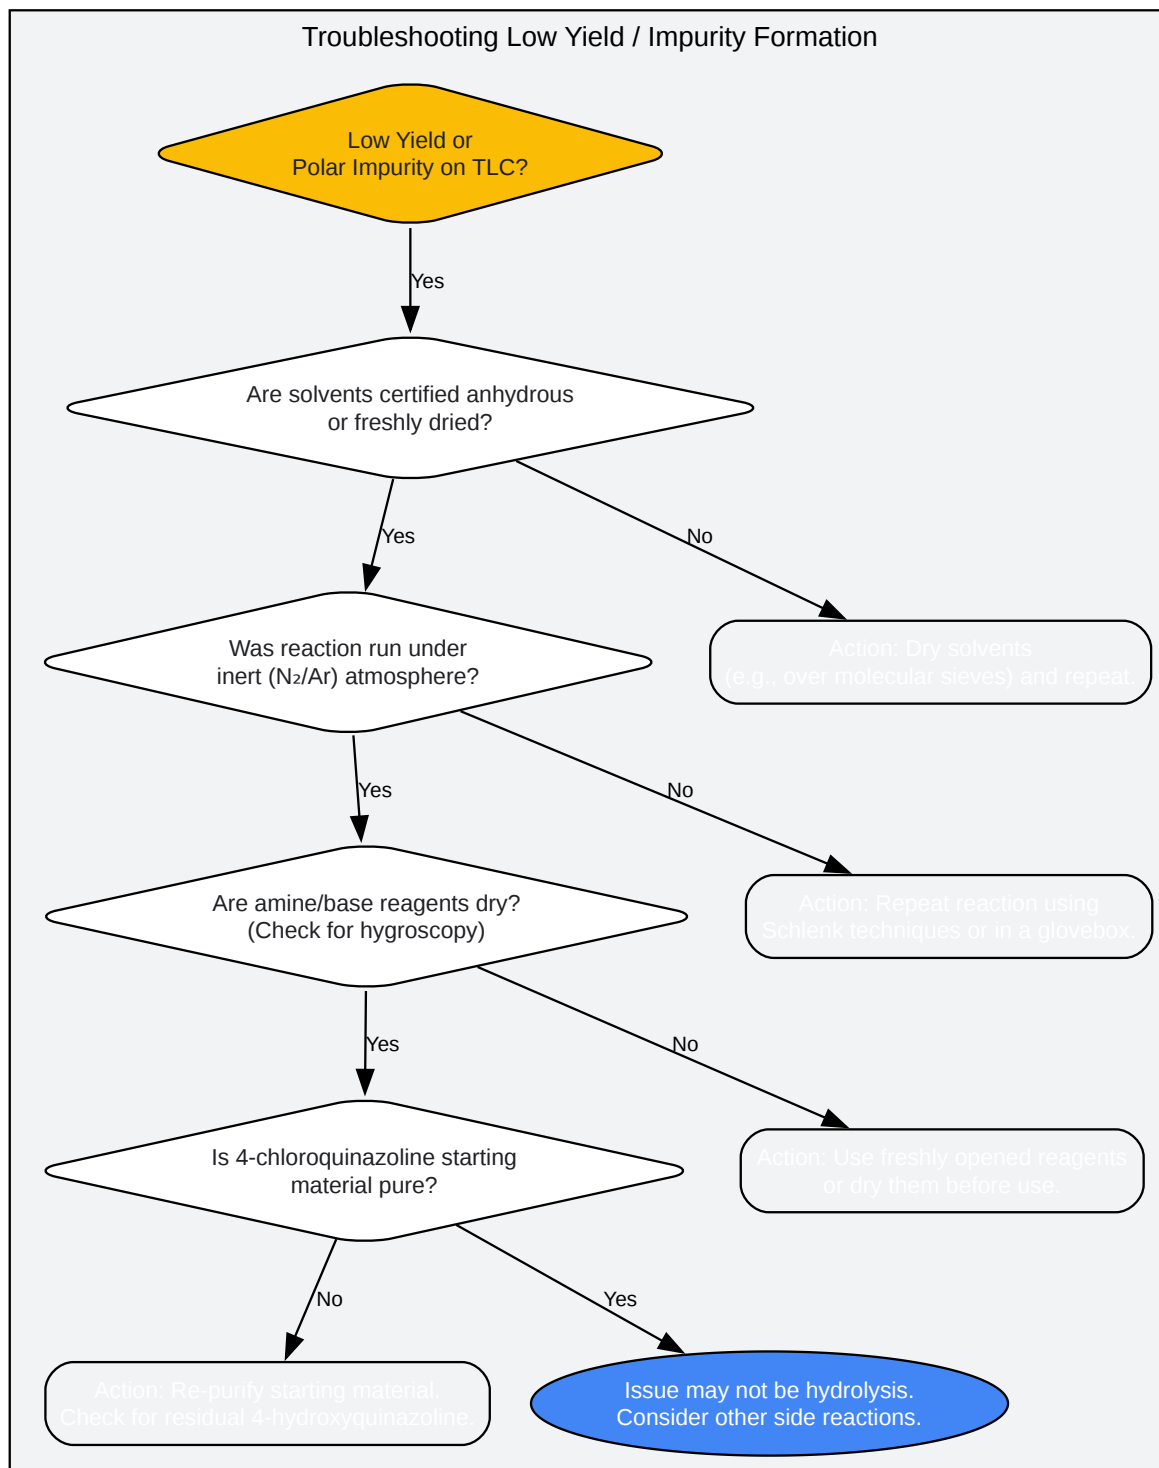 Troubleshooting Low Yield / Impurity Formation
Low Yield or
Polar Impurity on TLC?
Yes
Are solvents certified anhydrous
or freshly dried?
Yes
No
Was reaction run under
inert (N₂/Ar) atmosphere?
Action: Dry solvents
(e.g., over molecular sieves) and repeat.
Yes
No
Are amine/base reagents dry?
(Check for hygroscopy)
Action: Repeat reaction using
Schlenk techniques or in a glovebox.
Yes
No
Is 4-chloroquinazoline starting
material pure?
Action: Use freshly opened reagents
or dry them before use.
No
Yes
Action: Re-purify starting material.
Check for residual 4-hydroxyquinazoline.
Issue may not be hydrolysis.
Consider other side reactions.